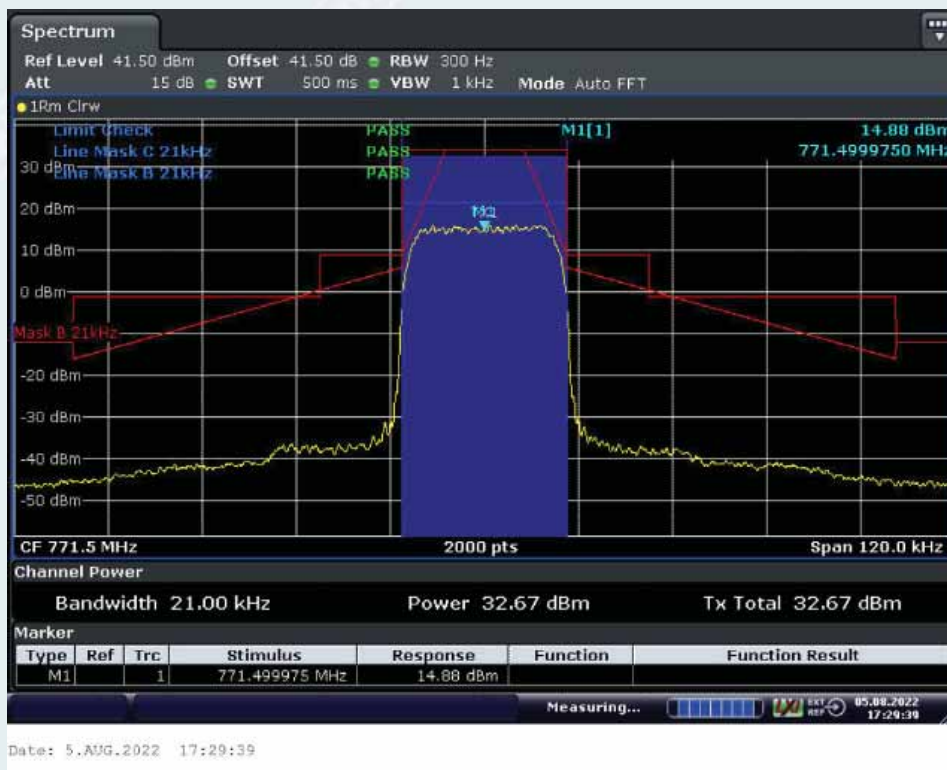 Spectrum
Ref Level 41.50 dBm Offset 41.50 dB RBW 300 Hz
Att 15 dB SWT 500 ms VBW 1 kHz Mode Auto FFT
1Rm Clrw
Limit Check PASS M1[1] 14.88 dBm
Line Mask C 21kHz PASS 771.4999750 MHz
30 dBm Line Mask B 21kHz PASS
20 dBm
M1
10 dBm
0 dBm
Mask B 21kHz
-20 dBm
-30 dBm
-40 dBm
-50 dBm
CF 771.5 MHz 2000 pts Span 120.0 kHz
Channel Power
Bandwidth 21.00 kHz Power 32.67 dBm Tx Total 32.67 dBm
Marker
Type Ref Trc Stimulus Response Function Function Result
M1 1 771.499975 MHz 14.88 dBm
Measuring... EXT REF 05.08.2022
17:29:39
Date: 5.AUG.2022 17:29:39